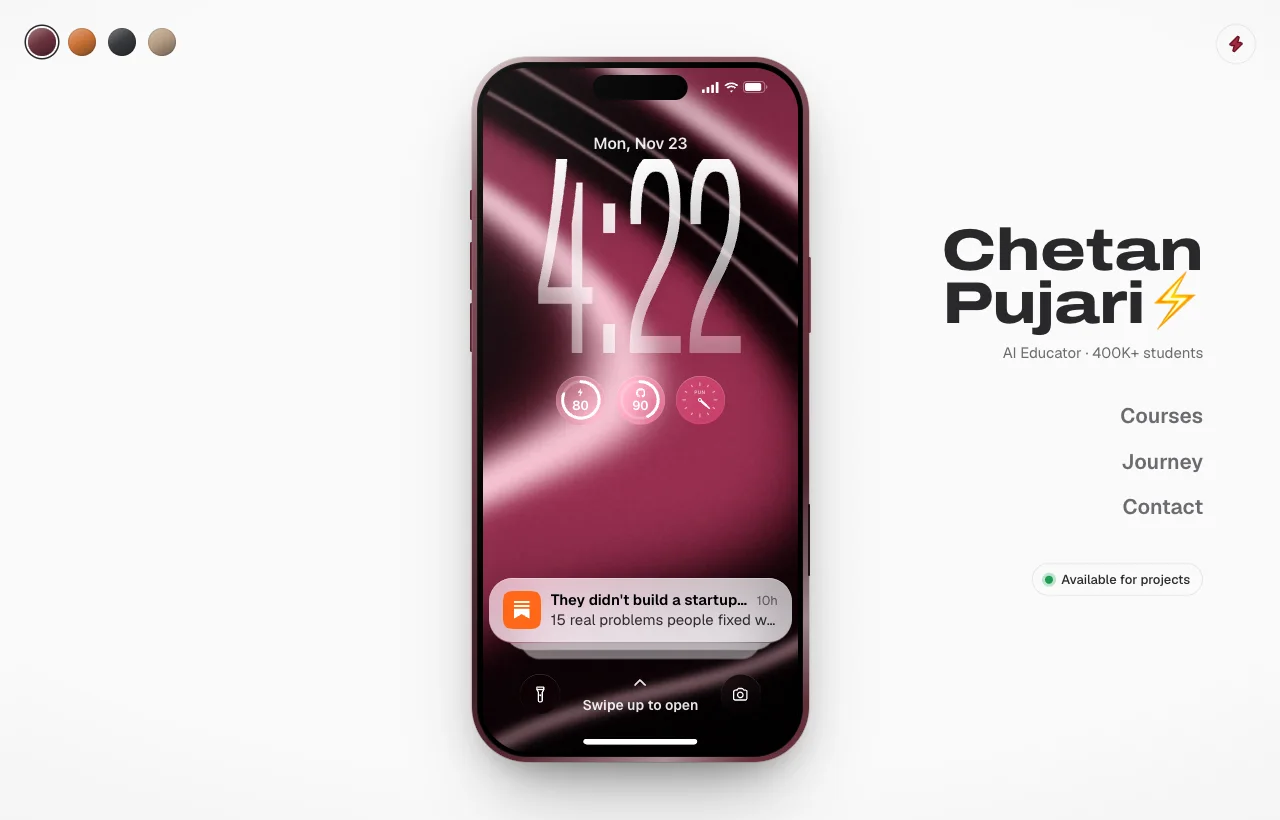 Mon, Nov 23
4:22
80
90
PUN
They didn't build a startup... 10h
15 real problems people fixed w...
Swipe up to open
Chetan
Pujari⚡
AI Educator · 400K+ students
Courses
Journey
Contact
Available for projects